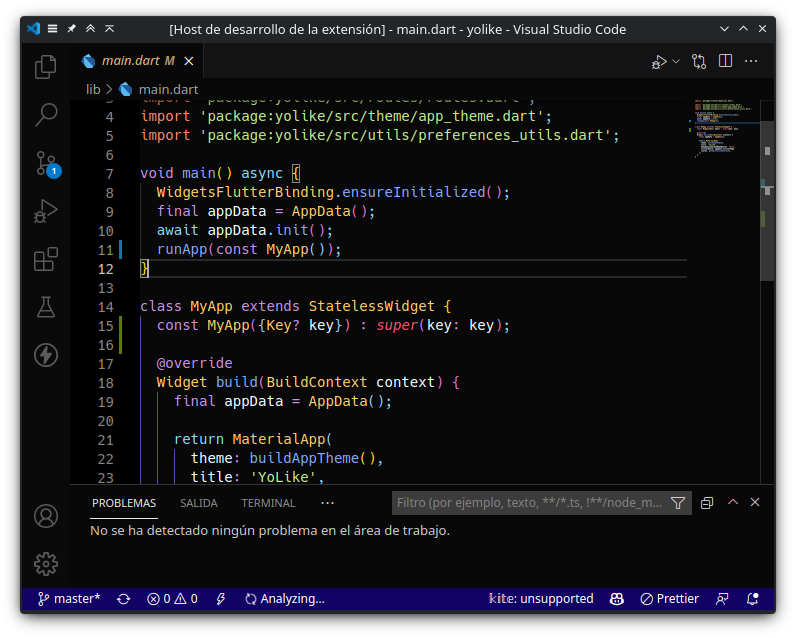 [Host de desarrollo de la extensión] - main.dart - yolike - Visual Studio Code
main.dart M
lib > main.dart
3 import 'package:yolike/src/routes/routes.dart';
4 import 'package:yolike/src/theme/app_theme.dart';
5 import 'package:yolike/src/utils/preferences_utils.dart';
6
7 void main() async {
8 WidgetsFlutterBinding.ensureInitialized();
9 final appData = AppData();
10 await appData.init();
11 runApp(const MyApp());
12 }
13
14 class MyApp extends StatelessWidget {
15 const MyApp({Key? key}) : super(key: key);
16
17 @override
18 Widget build(BuildContext context) {
19 final appData = AppData();
20
21 return MaterialApp(
22 theme: buildAppTheme(),
23 title: 'YoLike',
PROBLEMAS SALIDA TERMINAL ··· Filtro (por ejemplo, texto, **/*.ts, !**/node_m...
No se ha detectado ningún problema en el área de trabajo.
1
master* 0 0 Analyzing... kite: unsupported Prettier